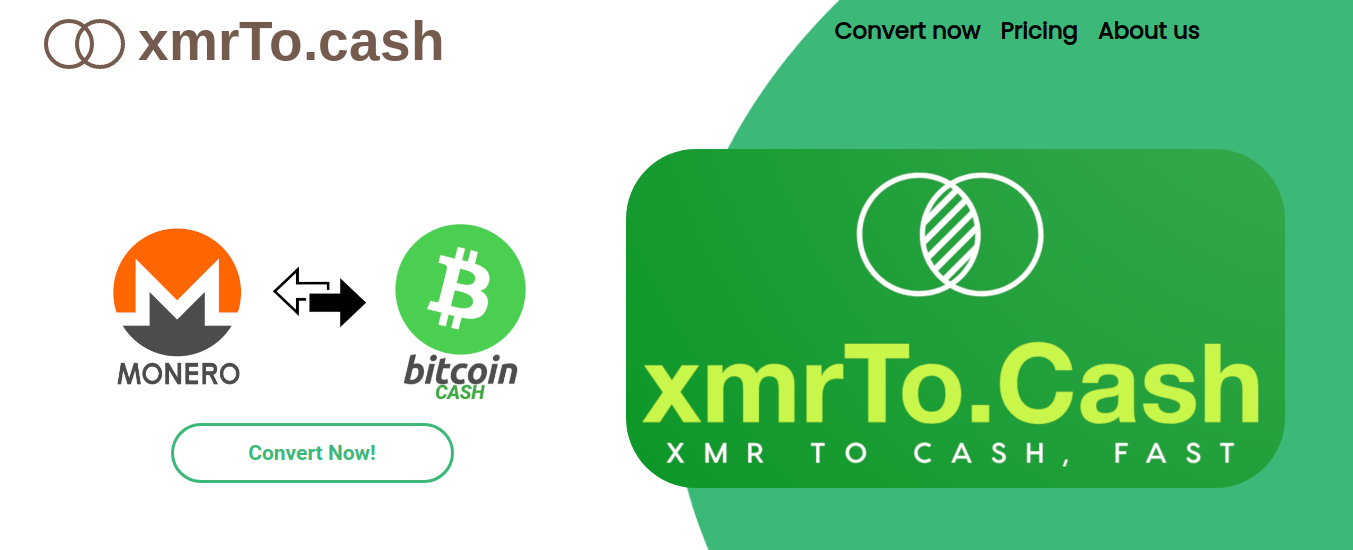 xmrTo.cash
Convert now Pricing About us
MONERO
bitcoin
CASH
Convert Now!
xmrTo.Cash
XMR TO CASH, FAST